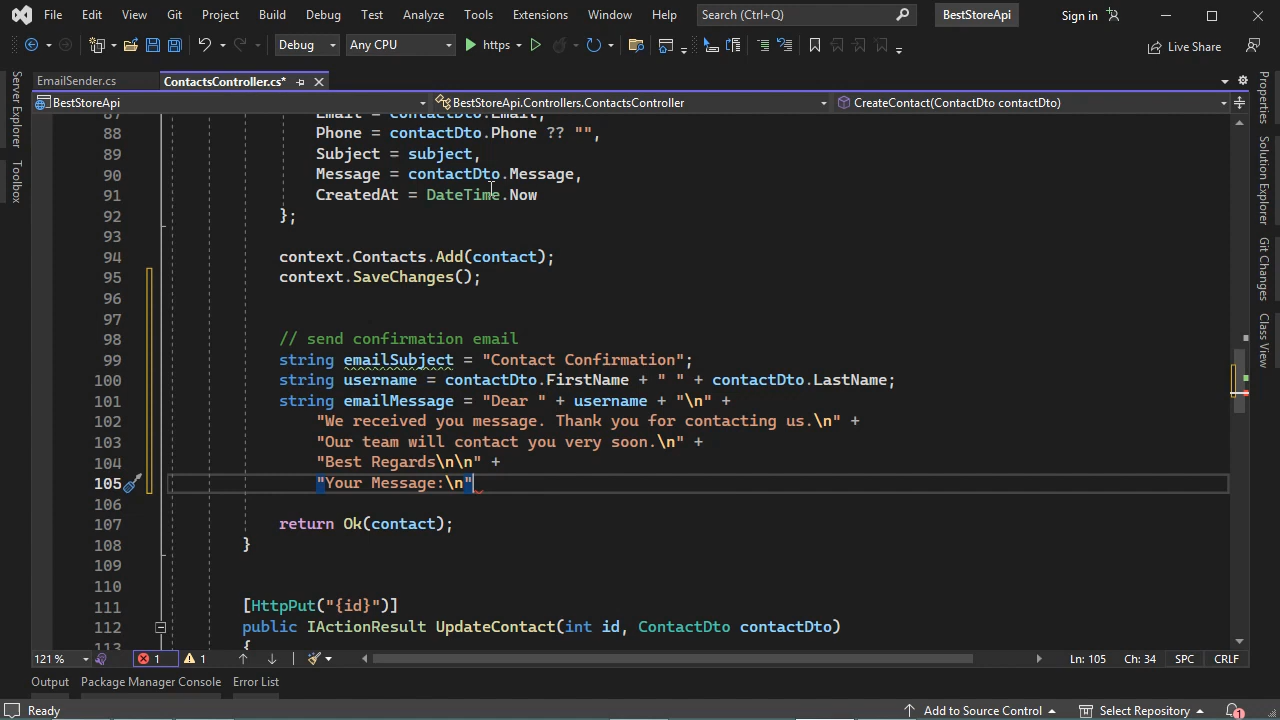 File Edit View Git Project Build Debug Test Analyze Tools Extensions Window Help Search (Ctrl+Q) BestStoreApi Sign in
Debug Any CPU https Live Share
EmailSender.cs ContactsController.cs*
BestStoreApi BestStoreApi.Controllers.ContactsController CreateContact(ContactDto contactDto)
Server Explorer
Toolbox
Properties
Solution Explorer
Git Changes
Class View
87 Email = contactDto.Email,
88 Phone = contactDto.Phone ?? "",
89 Subject = subject,
90 Message = contactDto.Message,
91 CreatedAt = DateTime.Now
92 };
93
94 context.Contacts.Add(contact);
95 context.SaveChanges();
96
97
98 // send confirmation email
99 string emailSubject = "Contact Confirmation";
100 string username = contactDto.FirstName + " " + contactDto.LastName;
101 string emailMessage = "Dear " + username + "\n" +
102 "We received you message. Thank you for contacting us.\n" +
103 "Our team will contact you very soon.\n" +
104 "Best Regards\n\n" +
105 "Your Message:\n"
106
107 return Ok(contact);
108 }
109
110
111 [HttpPut("{id}")]
112 public IActionResult UpdateContact(int id, ContactDto contactDto)
113 {
121 % 1 1 Ln: 105 Ch: 34 SPC CRLF
Output Package Manager Console Error List
Ready Add to Source Control Select Repository 1